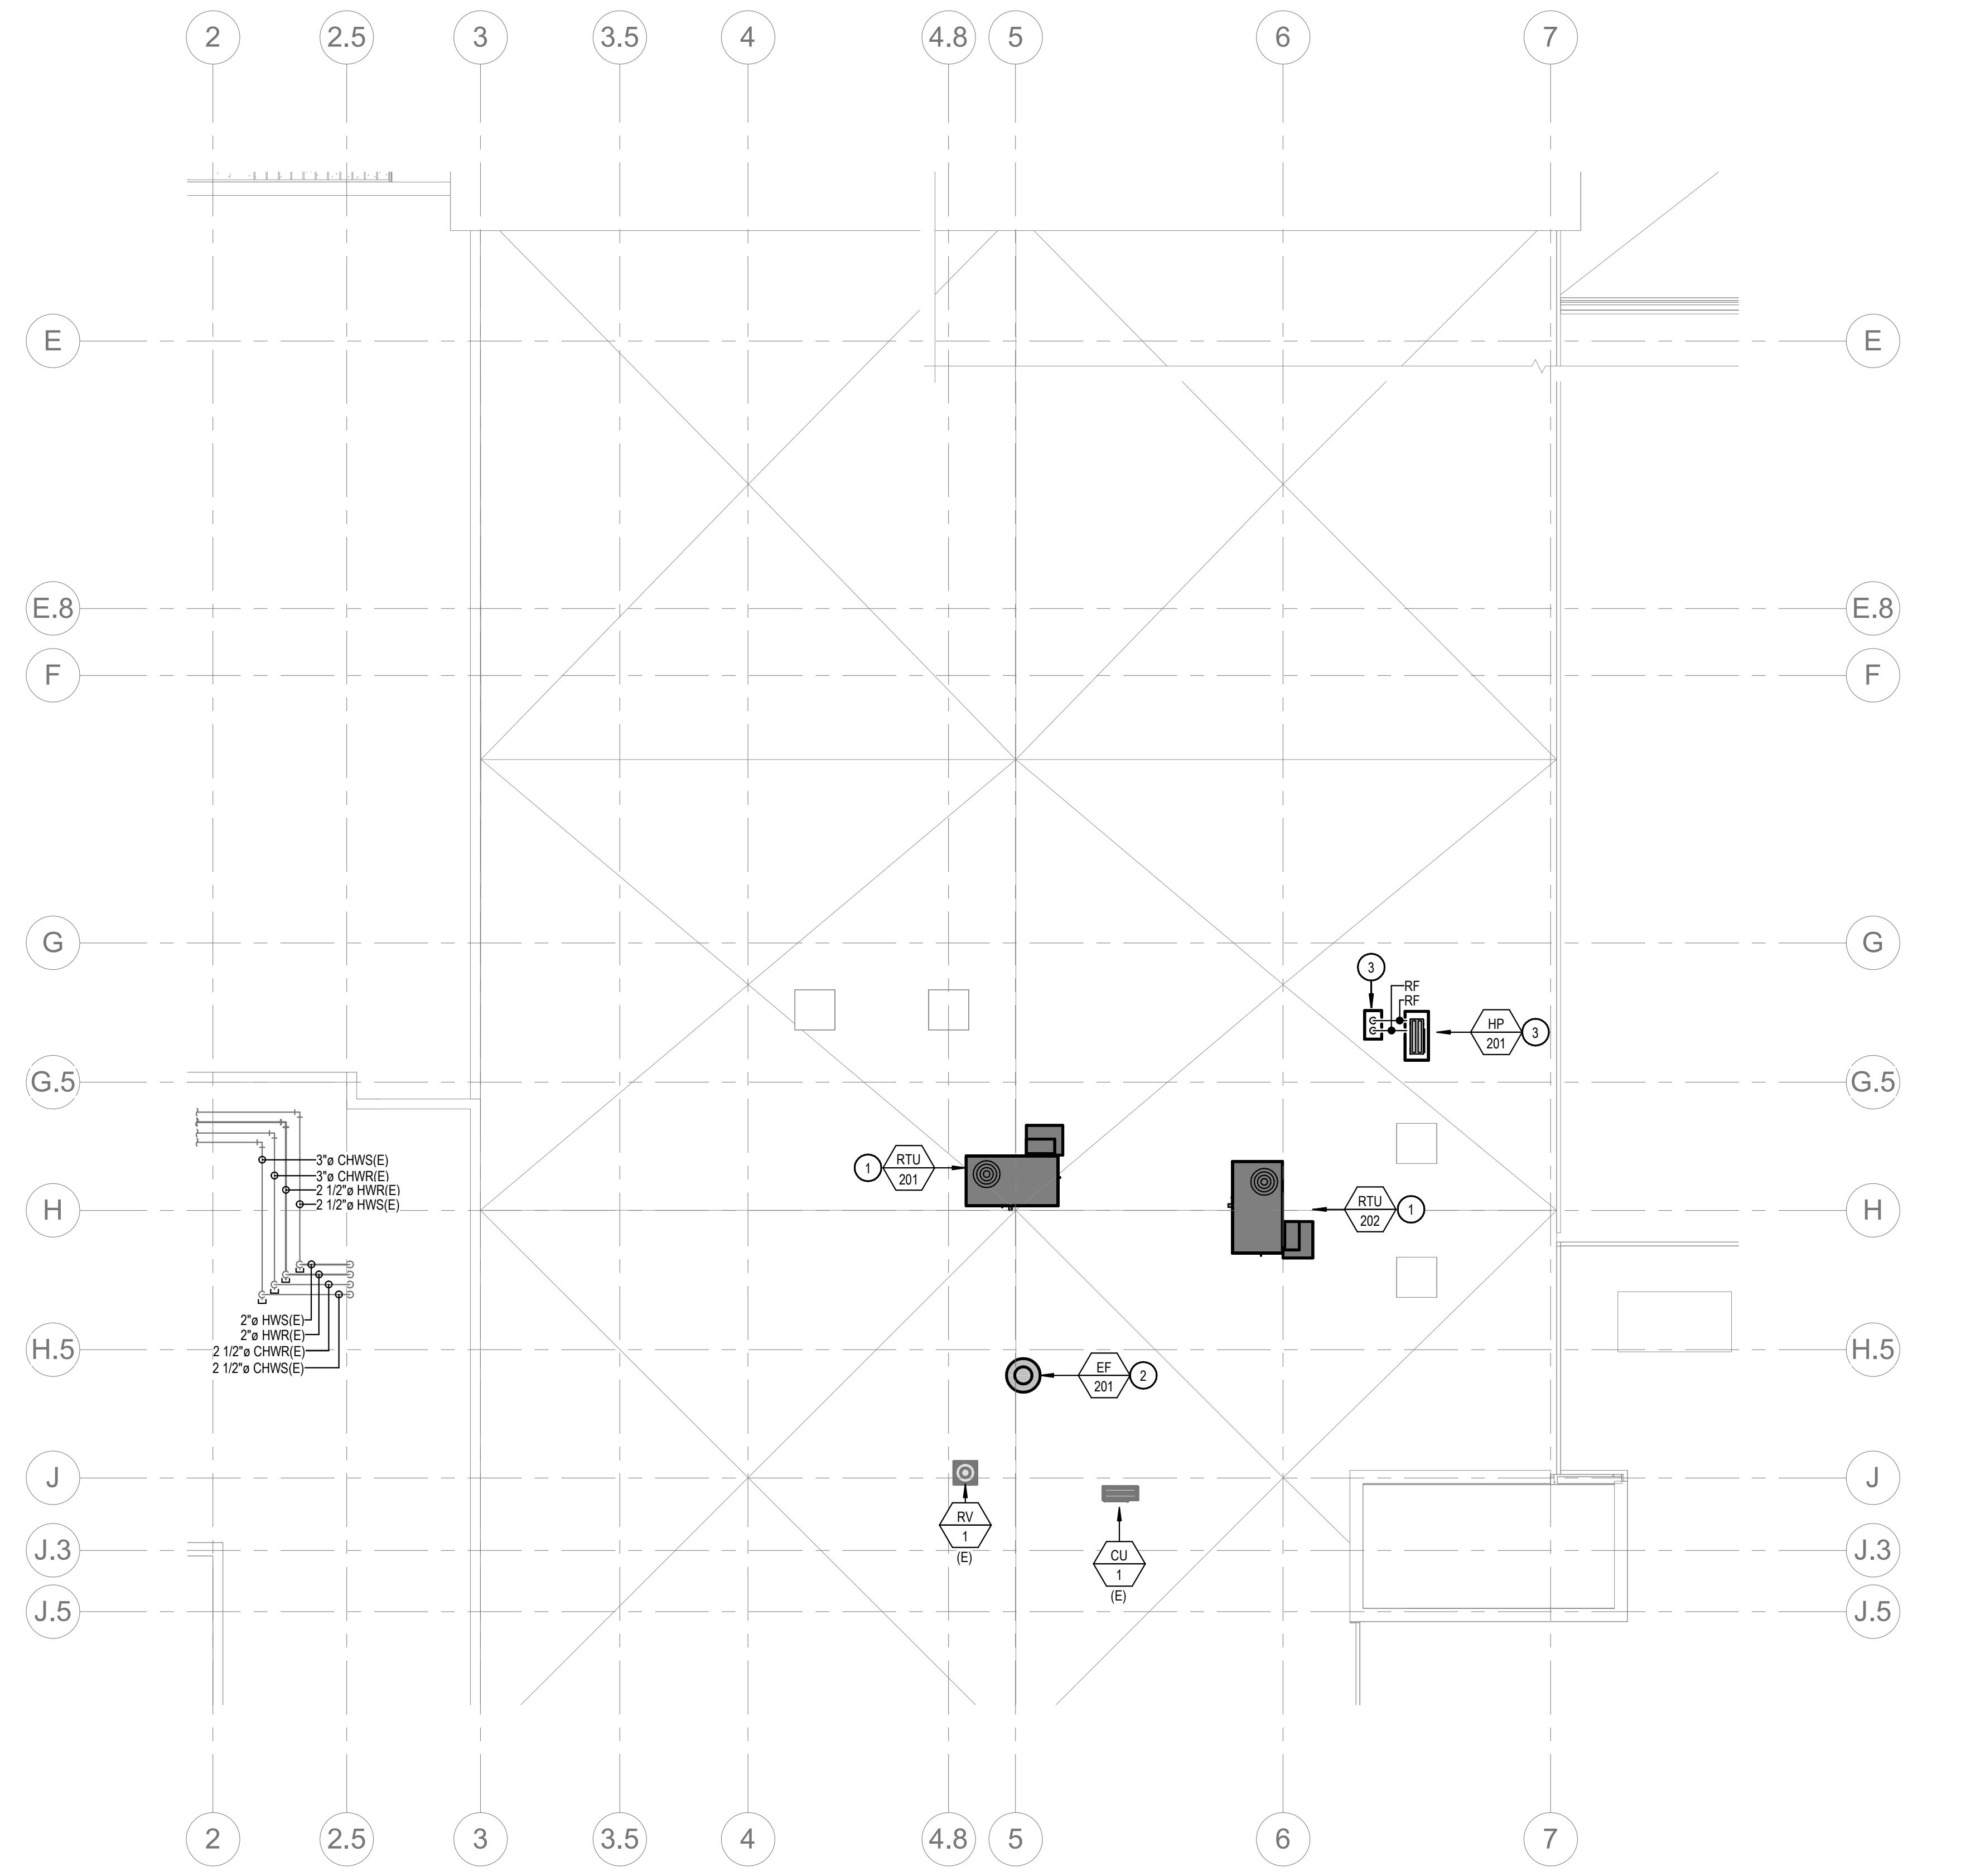 2 2.5 3 3.5 4 4.8 5 6 7
E E
E.8 E.8
F F
G G
3
RF
RF
HP
201
3
G.5 G.5
1
RTU
201
3"ø CHWS(E)
3"ø CHWR(E)
2 1/2"ø HWR(E)
2 1/2"ø HWS(E)
H H
RTU
202
1
2"ø HWS(E)
2"ø HWR(E)
2 1/2"ø CHWR(E)
2 1/2"ø CHWS(E)
H.5 H.5
EF
201
2
J J
RV
1
(E)
CU
1
(E)
J.3 J.3
J.5 J.5
2 2.5 3 3.5 4 4.8 5 6 7